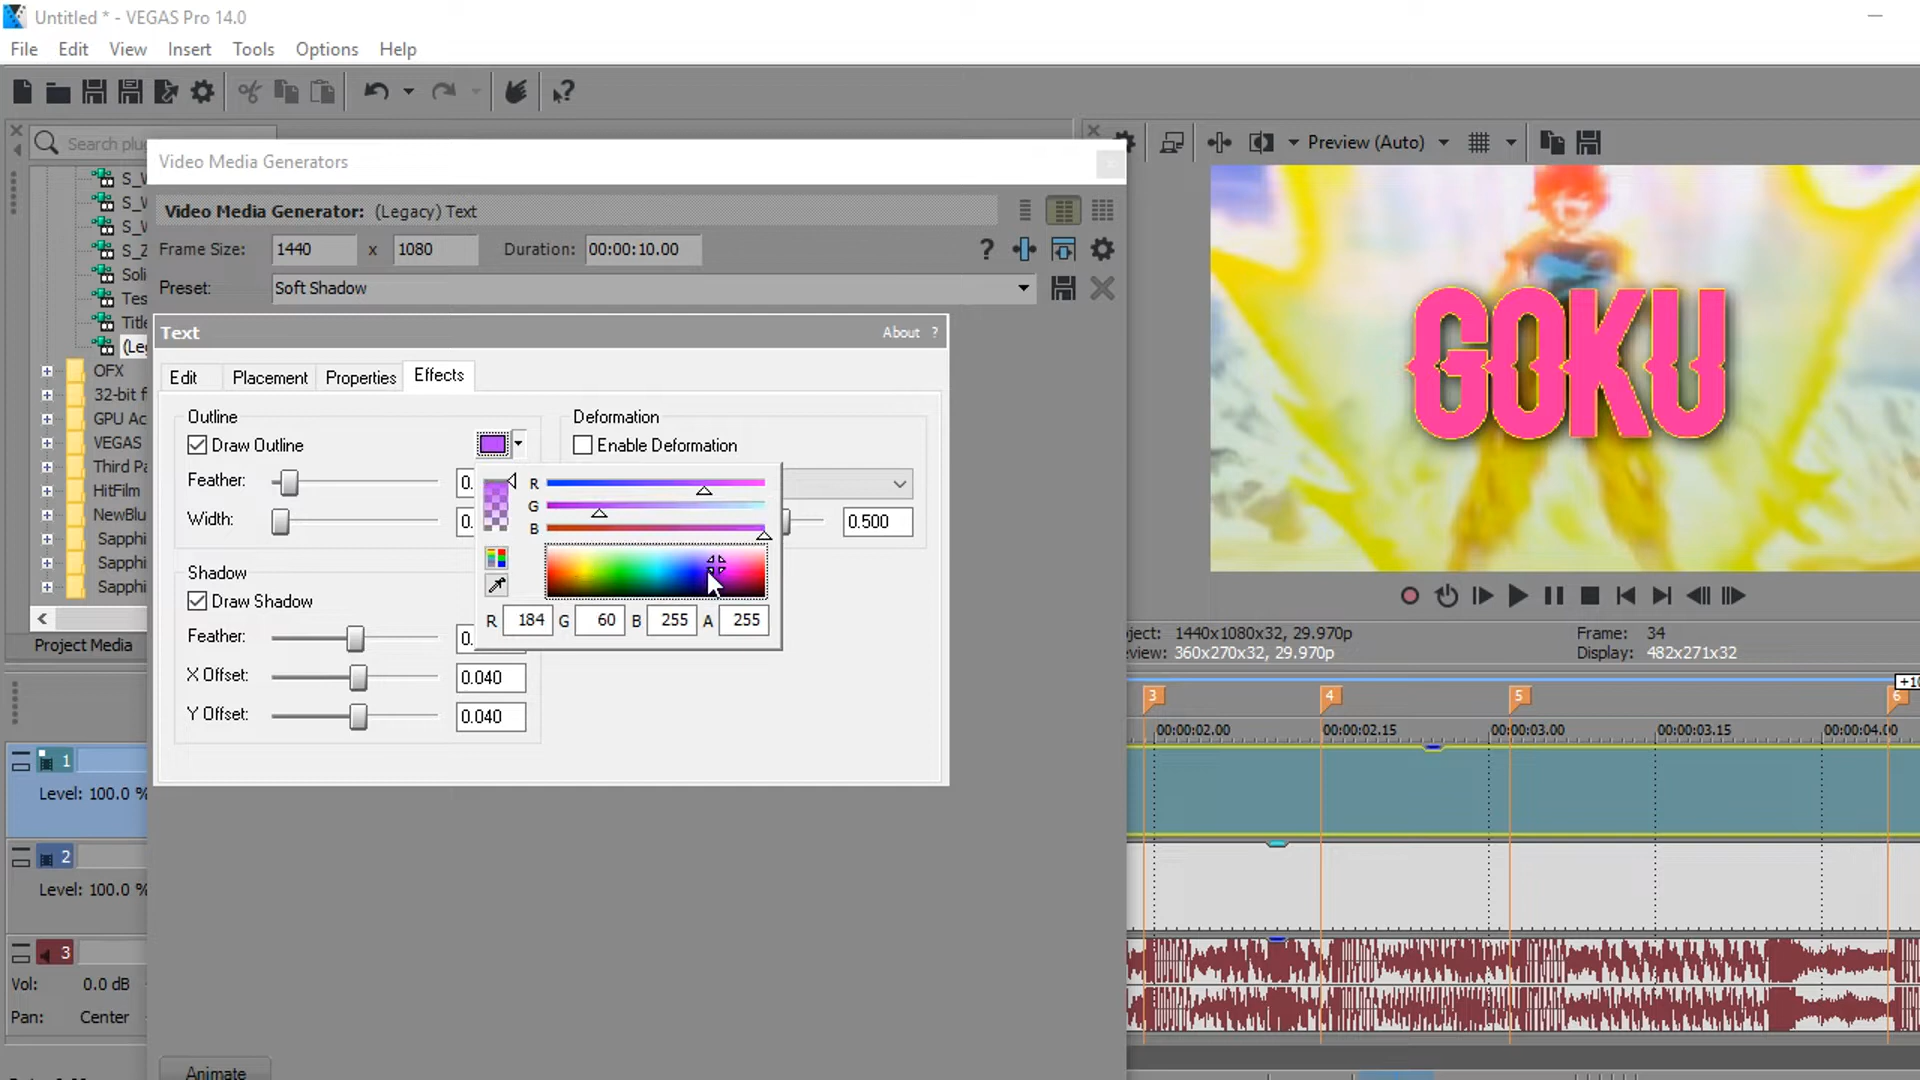 Untitled * - VEGAS Pro 14.0
File Edit View Insert Tools Options Help
Search plu
Preview (Auto)
Video Media Generators
Video Media Generator: (Legacy) Text
Frame Size: 1440 x 1080 Duration: 00:00:10.00
Preset: Soft Shadow
Text About ?
Edit Placement Properties Effects
Outline
Draw Outline
Feather: 0.
Width: 0.
Deformation
Enable Deformation
0.500
R
G
B
R 184 G 60 B 255 A 255
Shadow
Draw Shadow
Feather: 0.
X Offset: 0.040
Y Offset: 0.040
Animate
S_W
S_W
S_W
S_Z
Soli
Tes
Title
(Le
OFX
32-bit f
GPU Ac
VEGAS
Third Pa
HitFilm
NewBlu
Sapphi
Sapphi
Sapphi
Project Media
GOKU
ject: 1440x1080x32, 29.970p
view: 360x270x32, 29.970p
Frame: 34
Display: 482x271x32
3 4 5 6
00:00:02.00 00:00:02.15 00:00:03.00 00:00:03.15 00:00:04.00
1
Level: 100.0 %
2
Level: 100.0 %
3
Vol: 0.0 dB
Pan: Center